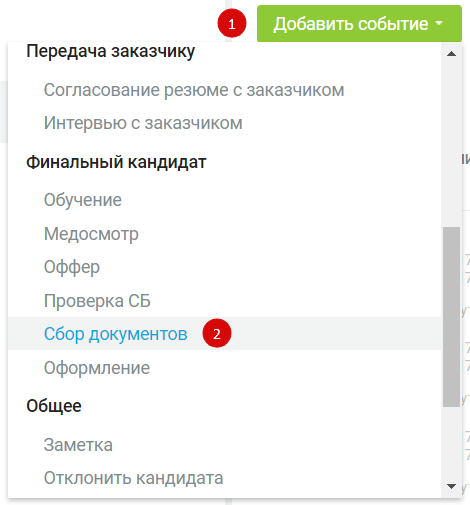 1 Добавить событие
Передача заказчику
Согласование резюме с заказчиком
Интервью с заказчиком
Финальный кандидат
Обучение
Медосмотр
Оффер
Проверка СБ
Сбор документов 2
Оформление
Общее
Заметка
Отклонить кандидата